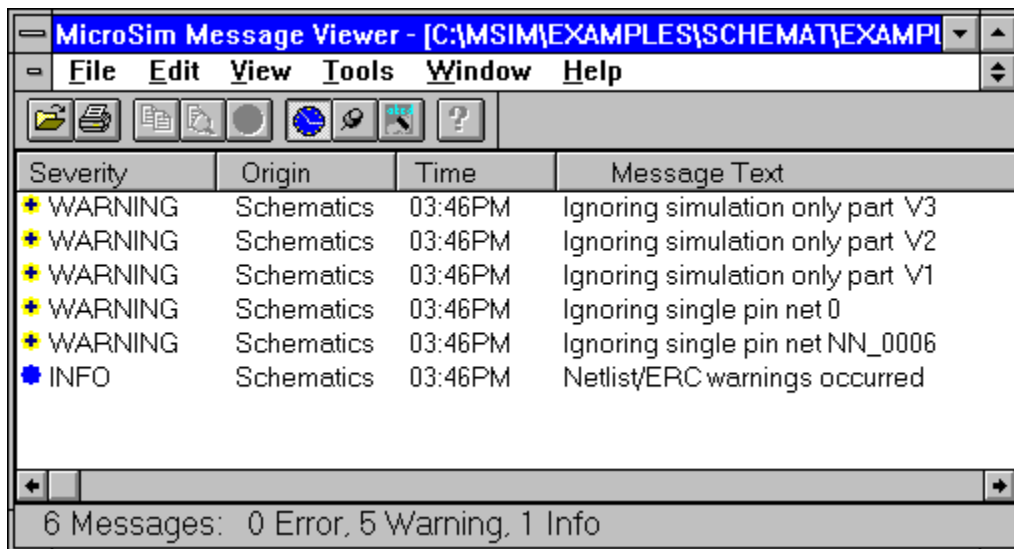 MicroSim Message Viewer - [C:\MSIM\EXAMPLES\SCHEMAT\EXAMPL
File Edit View Tools Window Help
Severity Origin Time Message Text
WARNING Schematics 03:46PM Ignoring simulation only part V3
WARNING Schematics 03:46PM Ignoring simulation only part V2
WARNING Schematics 03:46PM Ignoring simulation only part V1
WARNING Schematics 03:46PM Ignoring single pin net 0
WARNING Schematics 03:46PM Ignoring single pin net NN_0006
INFO Schematics 03:46PM Netlist/ERC warnings occurred
6 Messages: 0 Error, 5 Warning, 1 Info